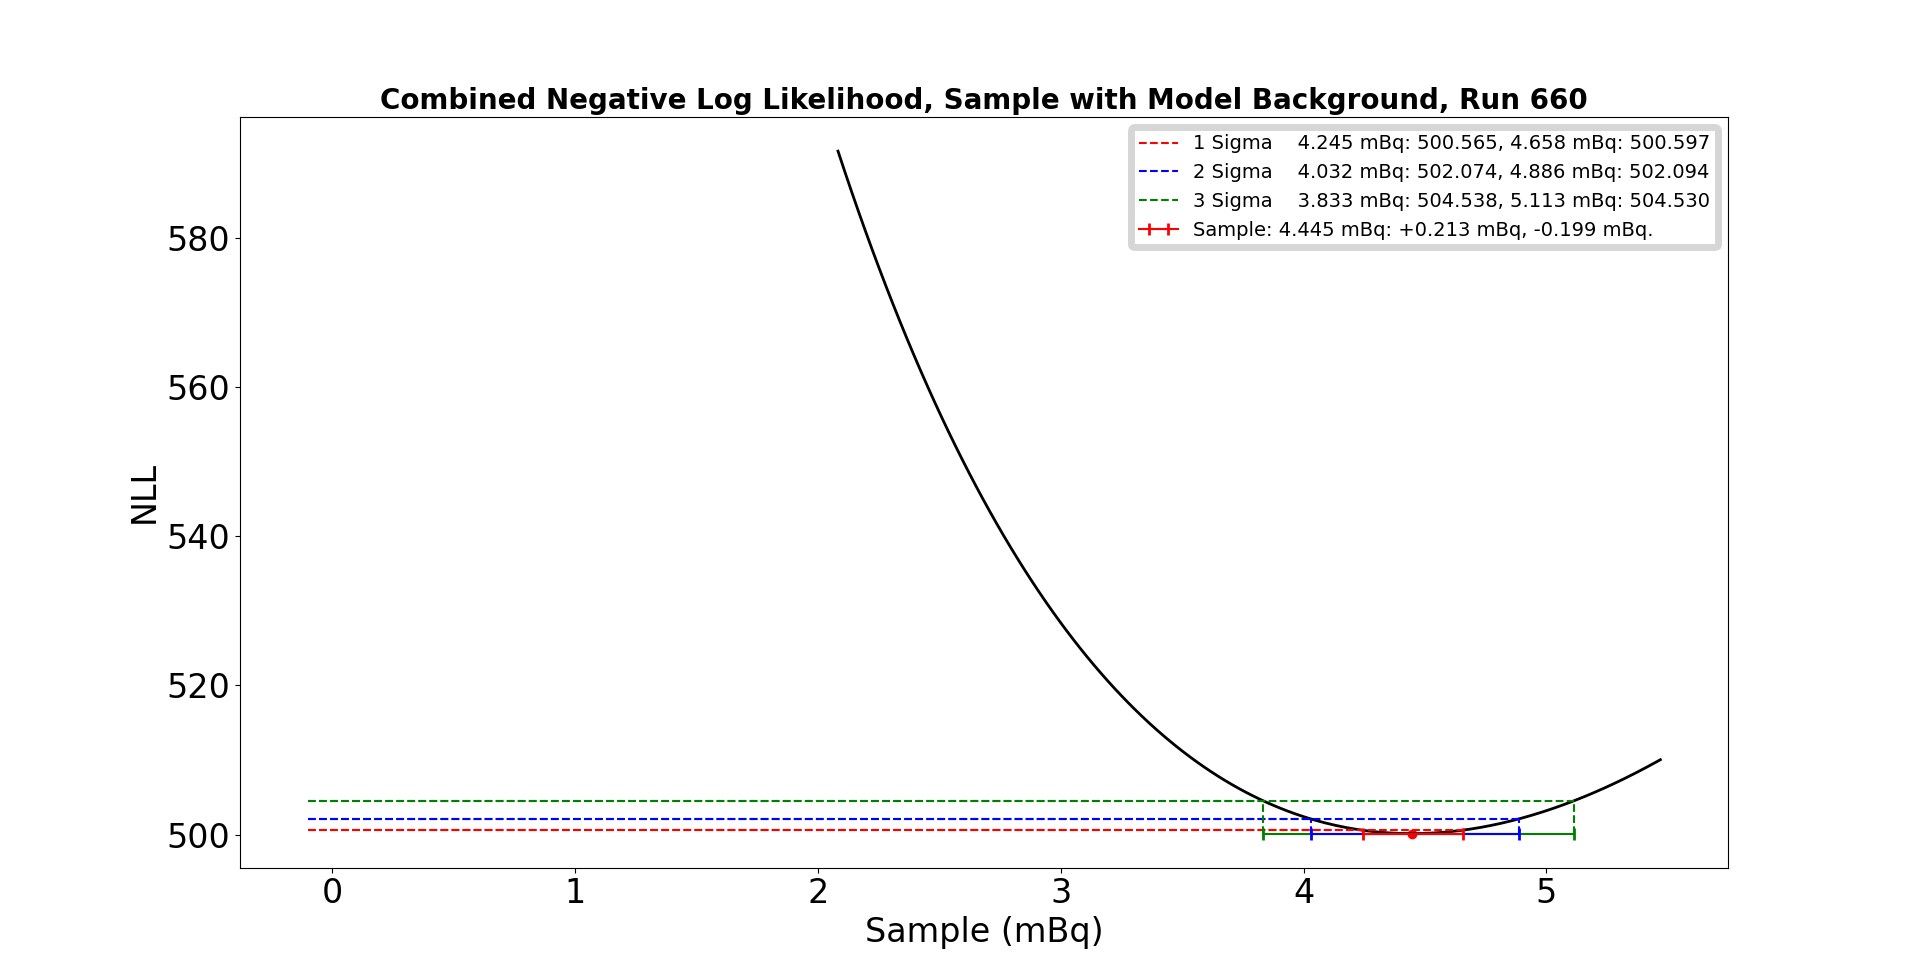 Combined Negative Log Likelihood, Sample with Model Background, Run 660
1 Sigma    4.245 mBq: 500.565, 4.658 mBq: 500.597
2 Sigma    4.032 mBq: 502.074, 4.886 mBq: 502.094
3 Sigma    3.833 mBq: 504.538, 5.113 mBq: 504.530
Sample: 4.445 mBq: +0.213 mBq, -0.199 mBq.
NLL
580
560
540
520
500
0 1 2 3 4 5
Sample (mBq)